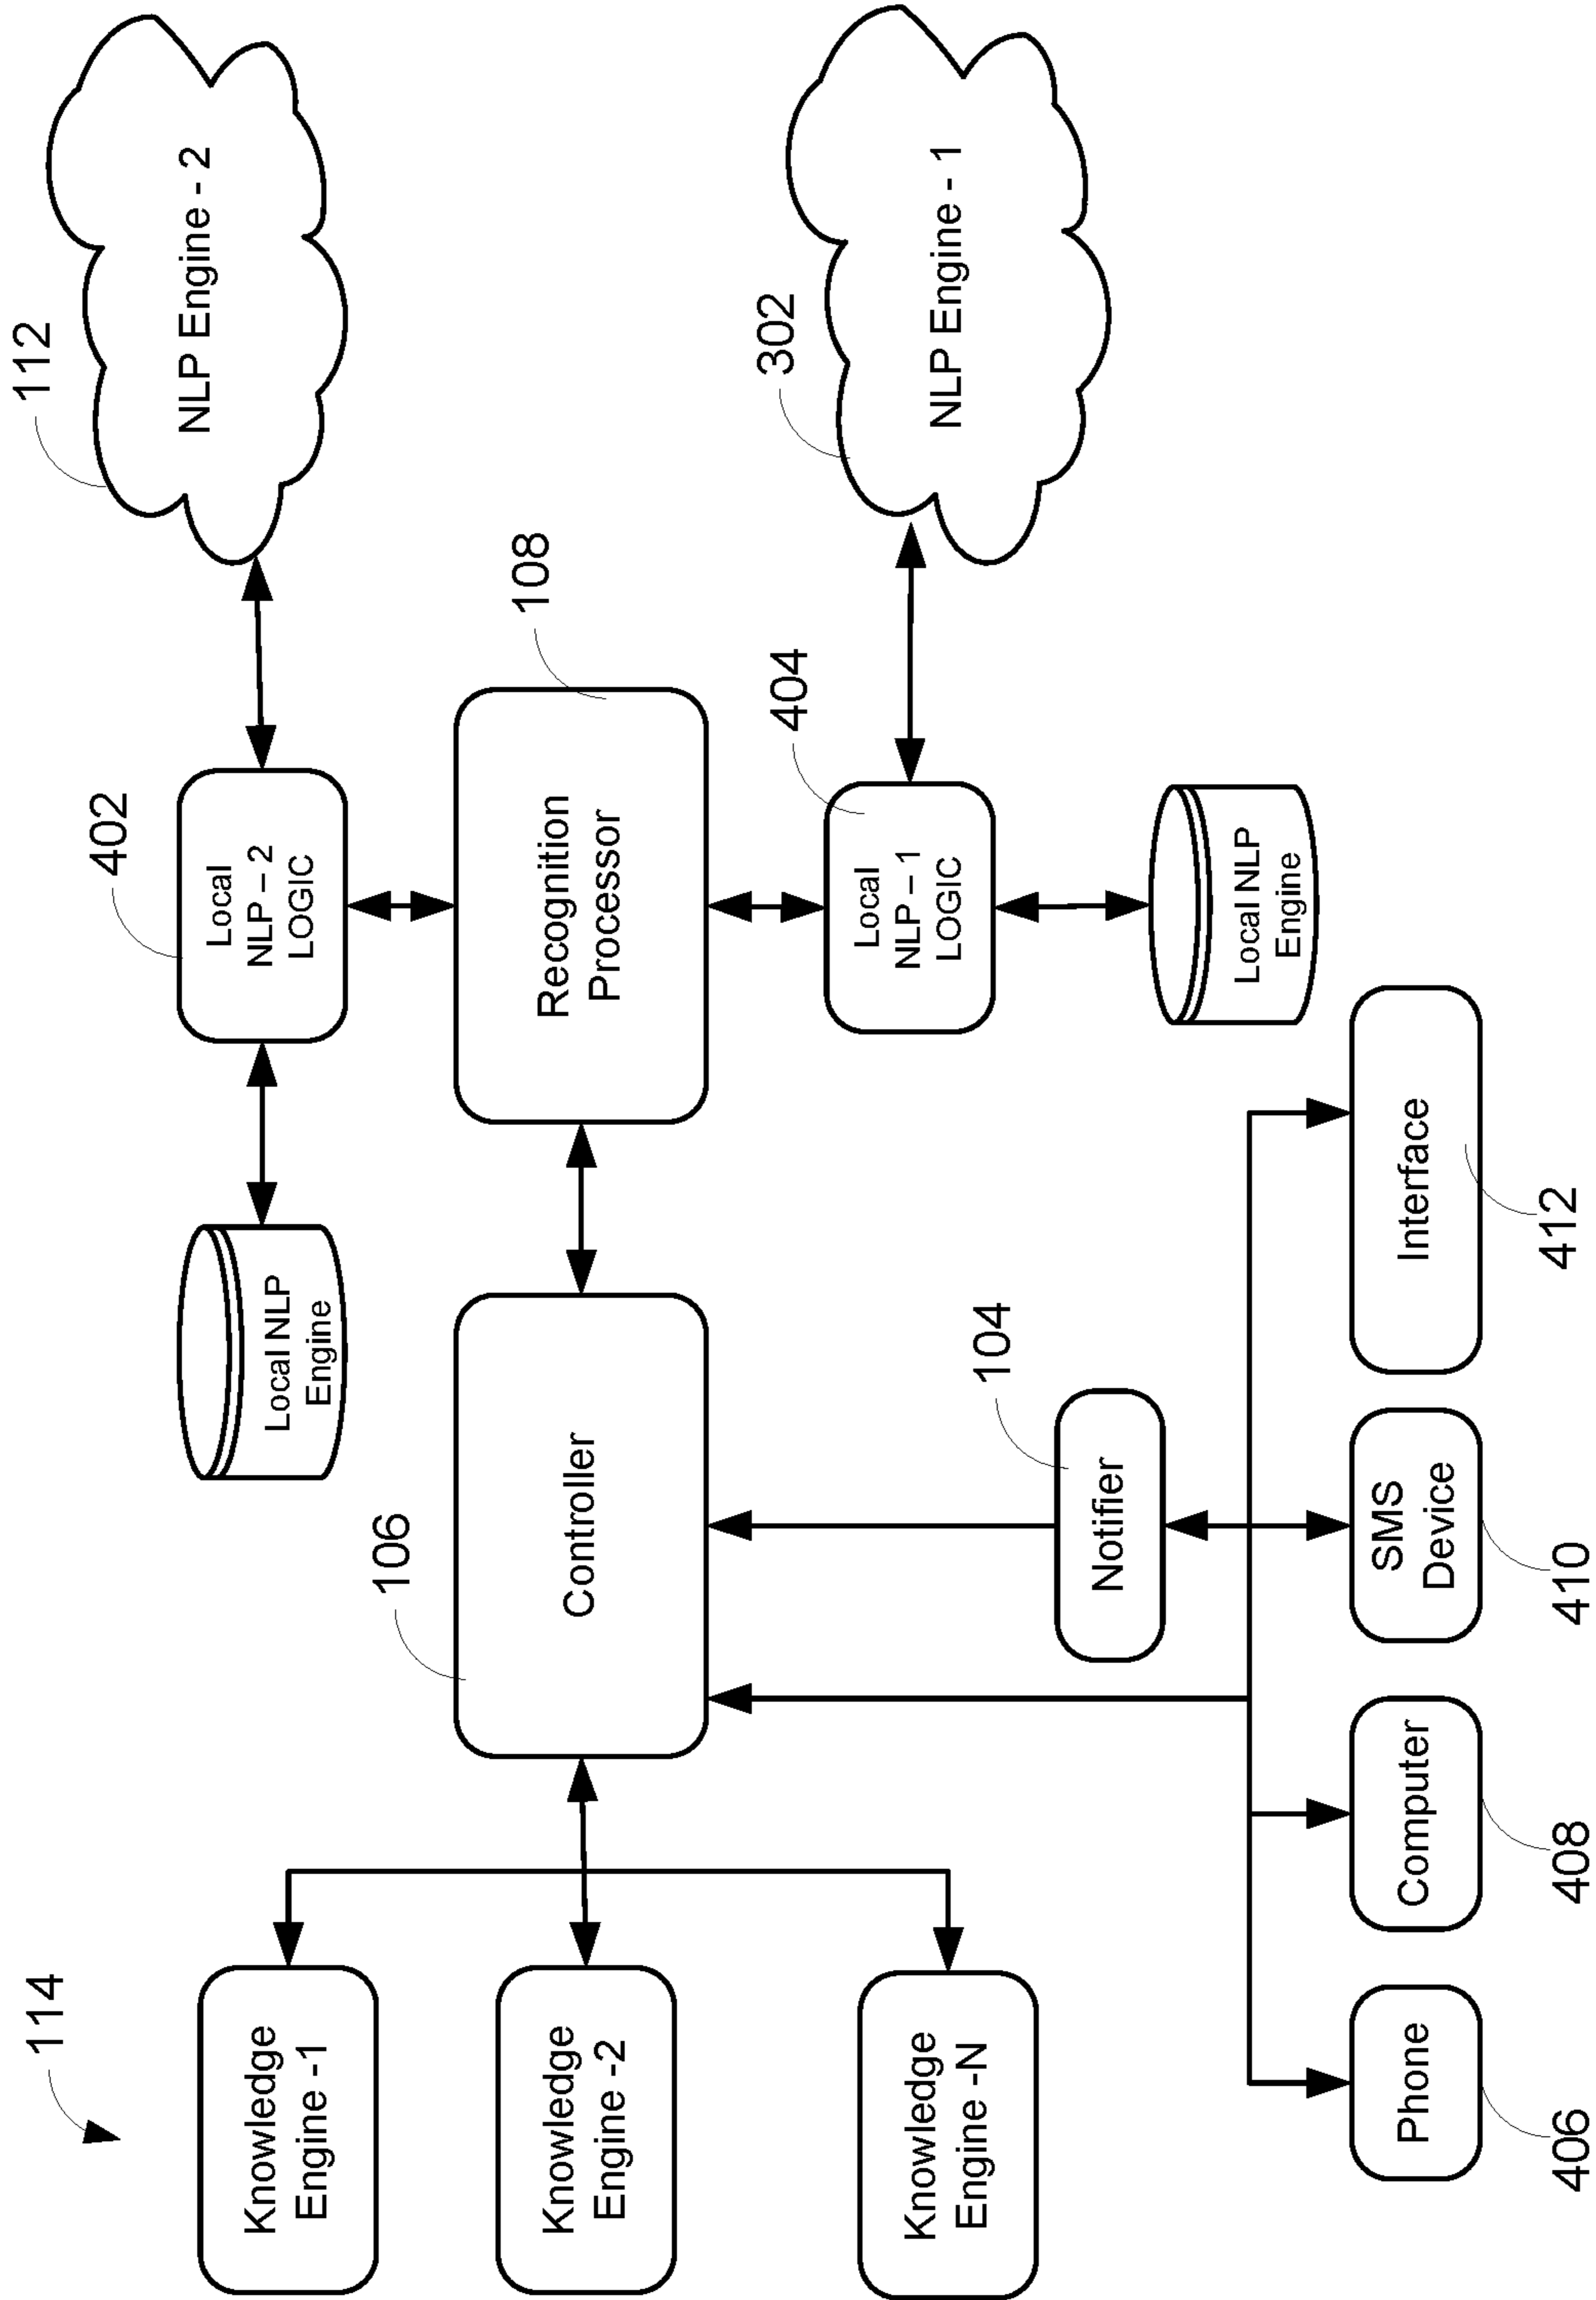 114
Knowledge
Engine -1
Knowledge
Engine -2
Knowledge
Engine -N
106
Controller
Local NLP
Engine
402
Local
NLP – 2
LOGIC
112
NLP Engine - 2
108
Recognition
Processor
404
Local
NLP – 1
LOGIC
302
NLP Engine - 1
Local NLP
Engine
104
Notifier
Phone
406
Computer
408
SMS
Device
410
Interface
412